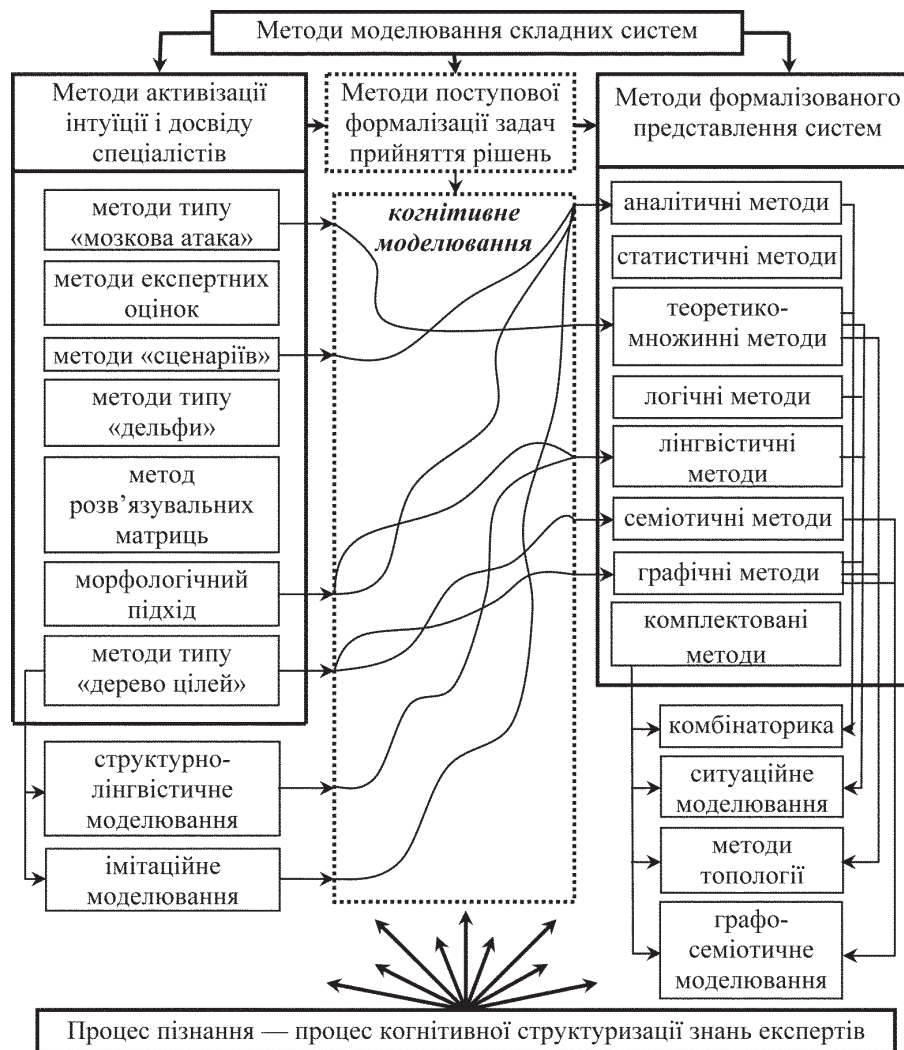 Методи моделювання складних систем
Методи активізації
інтуїції і досвіду
спеціалістів
Методи поступової
формалізації задач
прийняття рішень
Методи формалізованого
представлення систем
методи типу
«мозкова атака»
методи експертних
оцінок
методи «сценаріїв»
методи типу
«дельфи»
метод
розв’язувальних
матриць
морфологічний
підхід
методи типу
«дерево цілей»
структурно-
лінгвістичне
моделювання
імітаційне
моделювання
когнітивне
моделювання
аналітичні методи
статистичні методи
теоретико-
множинні методи
логічні методи
лінгвістичні
методи
семіотичні методи
графічні методи
комплектовані
методи
комбінаторика
ситуаційне
моделювання
методи
топології
графо-
семіотичне
моделювання
Процес пізнання — процес когнітивної структуризації знань експертів